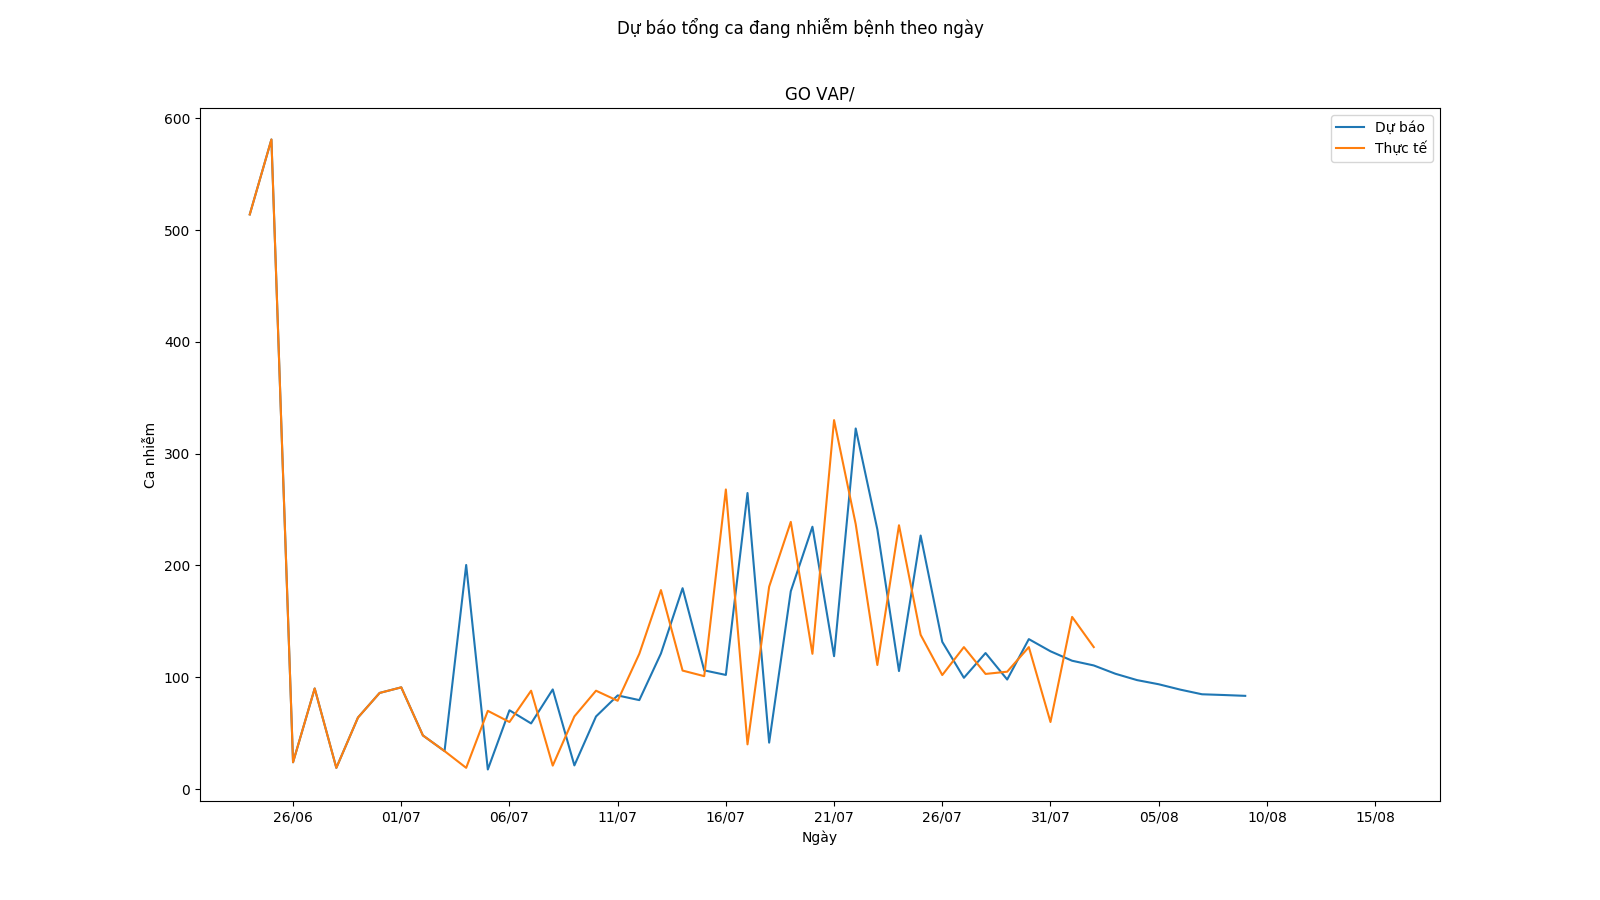 Dự báo tổng ca đang nhiễm bệnh theo ngày
GO VAP/
Dự báo
Thực tế
Ca nhiễm
600
500
400
300
200
100
0
26/06 01/07 06/07 11/07 16/07 21/07 26/07 31/07 05/08 10/08 15/08
Ngày